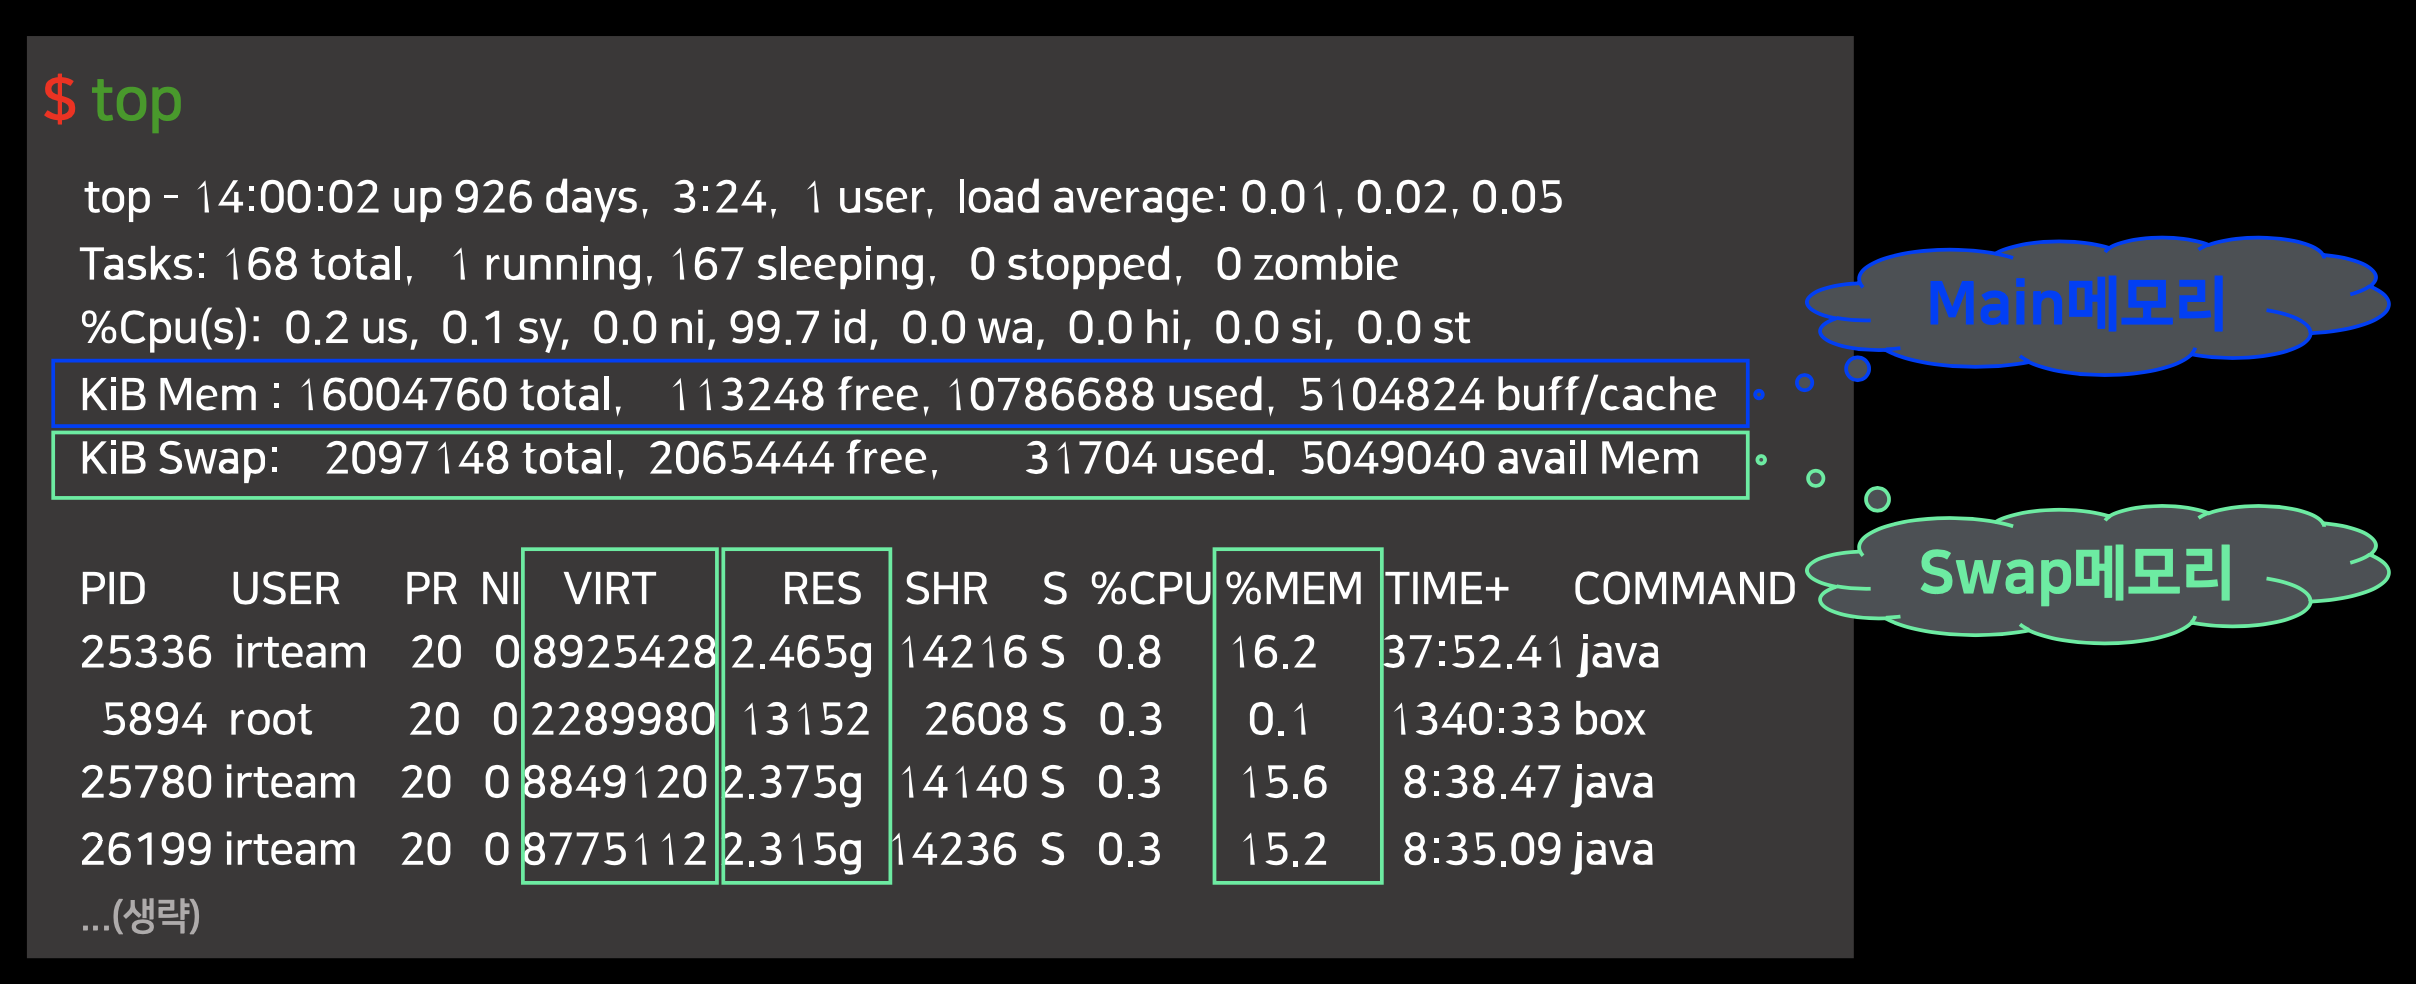 $ top
top - 14:00:02 up 926 days, 3:24, 1 user, load average: 0.01, 0.02, 0.05
Tasks: 168 total, 1 running, 167 sleeping, 0 stopped, 0 zombie
%Cpu(s): 0.2 us, 0.1 sy, 0.0 ni, 99.7 id, 0.0 wa, 0.0 hi, 0.0 si, 0.0 st
Main메모리
KiB Mem : 16004760 total, 113248 free, 10786688 used, 5104824 buff/cache
KiB Swap: 2097148 total, 2065444 free, 31704 used. 5049040 avail Mem
Swap메모리
PID USER PR NI VIRT RES SHR S %CPU %MEM TIME+ COMMAND
25336 irteam 20 0 8925428 2.465g 14216 S 0.8 16.2 37:52.41 java
5894 root 20 0 2289980 13152 2608 S 0.3 0.1 1340:33 box
25780 irteam 20 0 8849120 2.375g 14140 S 0.3 15.6 8:38.47 java
26199 irteam 20 0 8775112 2.315g 14236 S 0.3 15.2 8:35.09 java
...(생략)